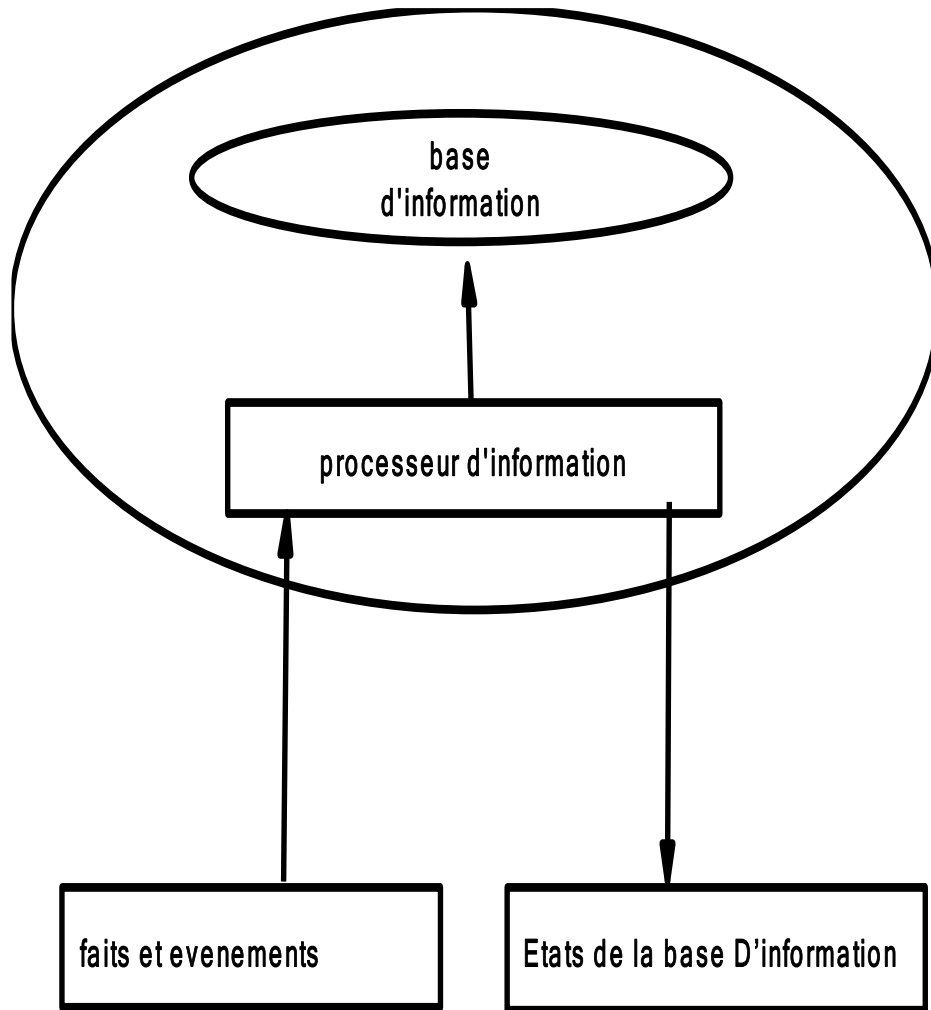 base
d'information
processeur d'information
faits et evenements
Etats de la base D'information